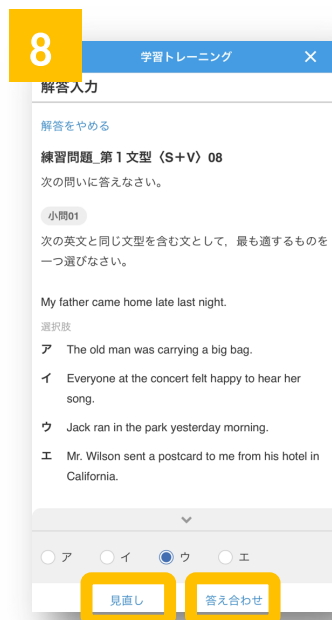 8
学習トレーニング ×
解答入力
解答をやめる
練習問題_第1文型〈S+V〉08
次の問いに答えなさい。
小問01
次の英文と同じ文型を含む文として，最も適するものを
一つ選びなさい。
My father came home late last night.
選択肢
ア The old man was carrying a big bag.
イ Everyone at the concert felt happy to hear her
song.
ウ Jack ran in the park yesterday morning.
エ Mr. Wilson sent a postcard to me from his hotel in
California.
ア イ ウ エ
見直し 答え合わせ